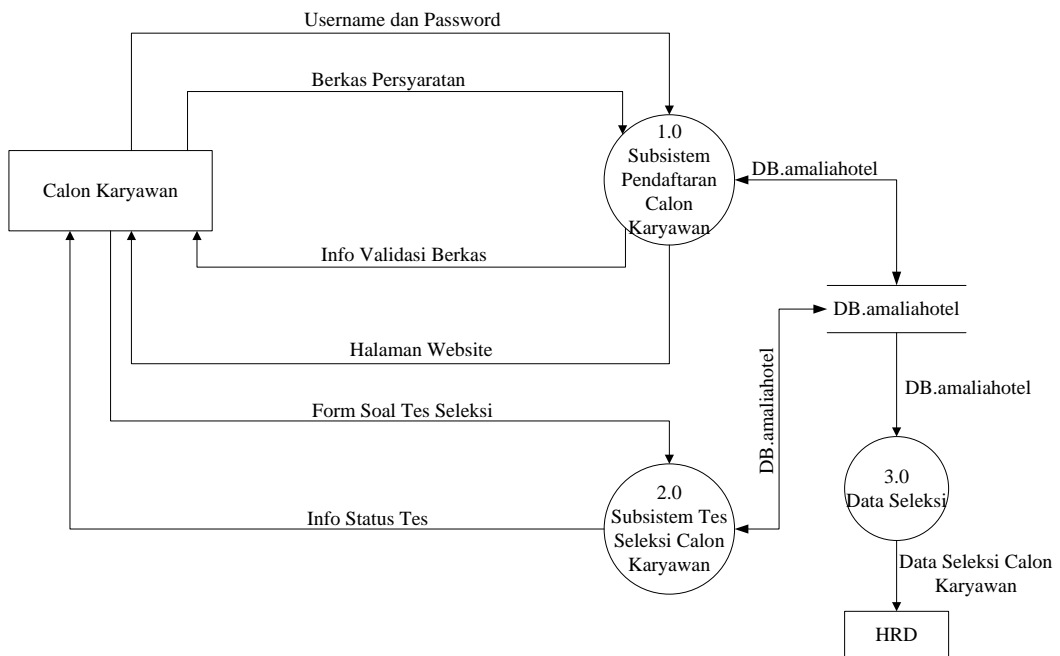 Username dan Password
Berkas Persyaratan
1.0
Subsistem
Pendaftaran
Calon
Karyawan
DB.amaliahotel
Calon Karyawan
Info Validasi Berkas
DB.amaliahotel
Halaman Website
DB.amaliahotel
DB.amaliahotel
Form Soal Tes Seleksi
2.0
Subsistem Tes
Seleksi Calon
Karyawan
3.0
Data Seleksi
Info Status Tes
Data Seleksi Calon
Karyawan
HRD